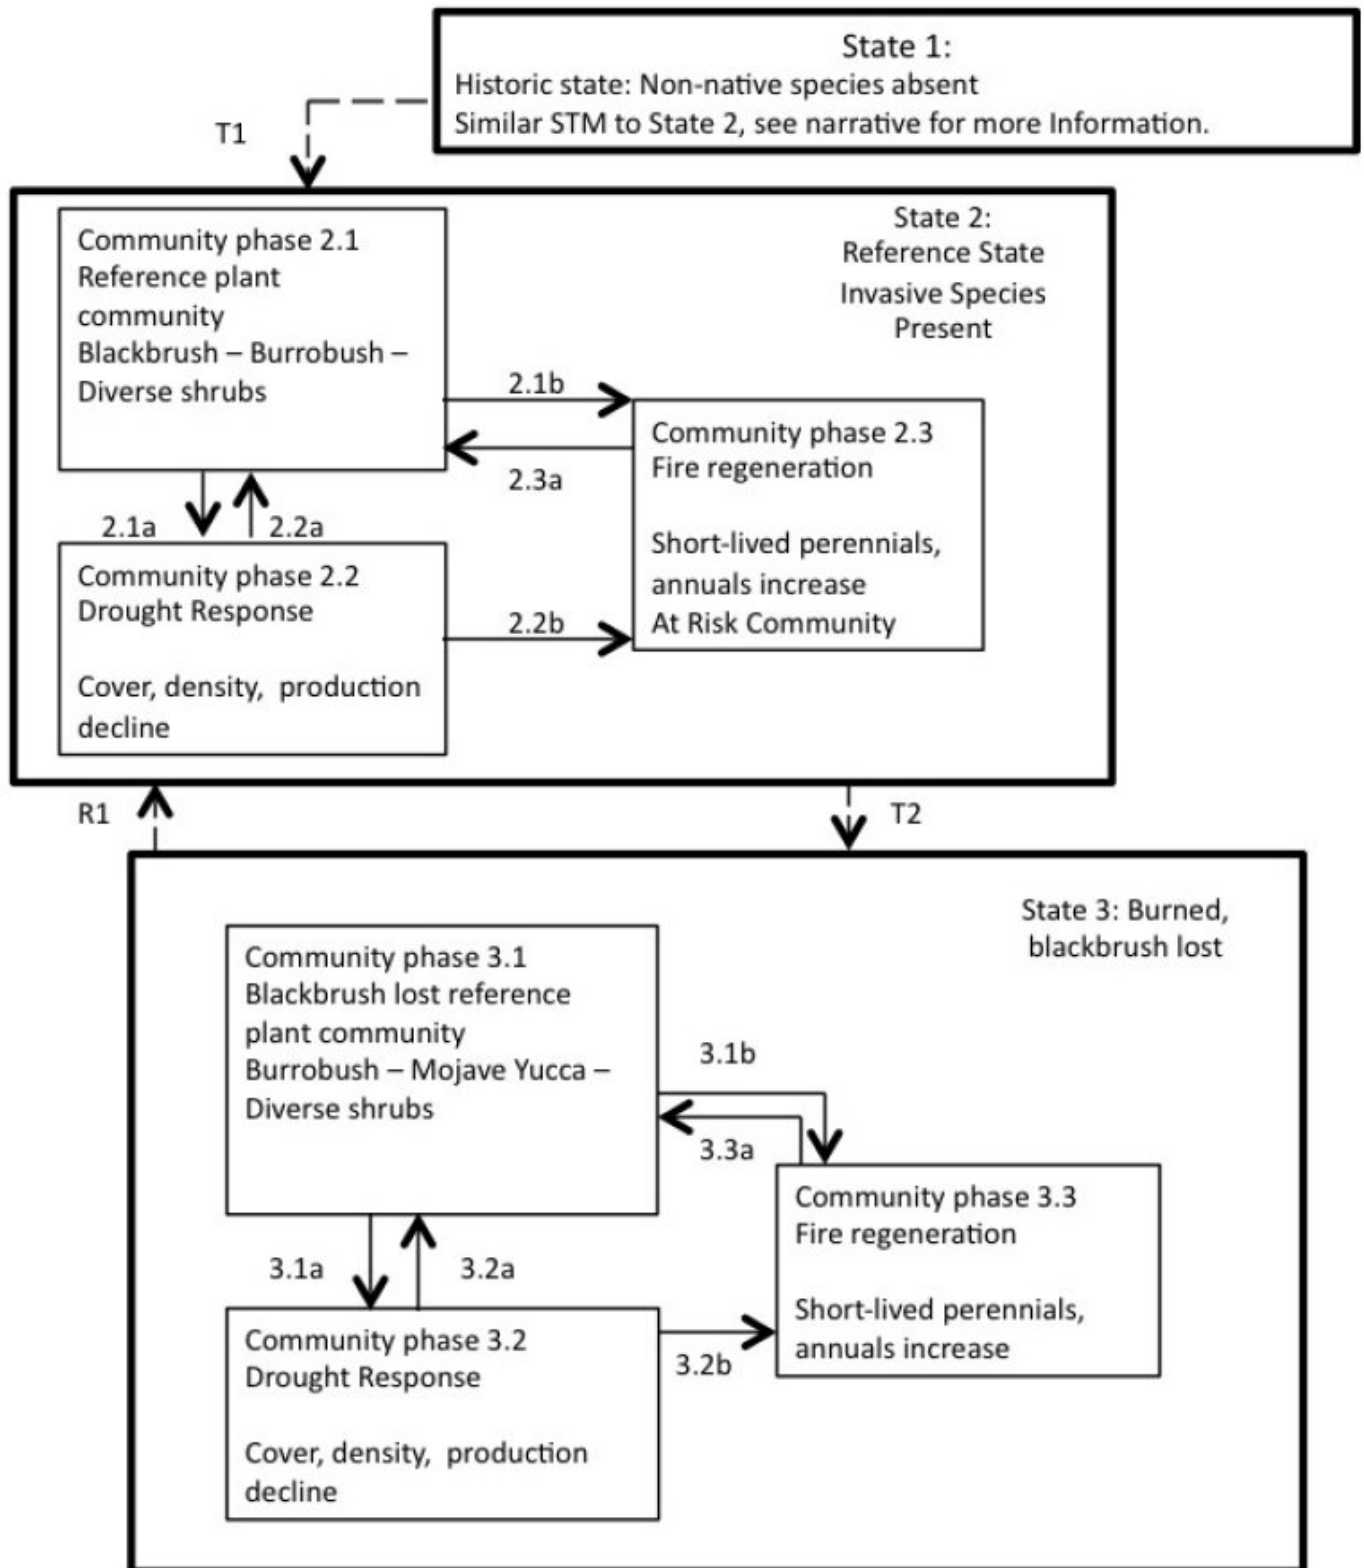 State 1:
Historic state: Non-native species absent
Similar STM to State 2, see narrative for more Information.
T1
State 2:
Reference State
Invasive Species
Present
Community phase 2.1
Reference plant
community
Blackbrush – Burrobush –
Diverse shrubs
2.1b
2.3a
Community phase 2.3
Fire regeneration
Short-lived perennials,
annuals increase
At Risk Community
2.1a
2.2a
Community phase 2.2
Drought Response
Cover, density,  production
decline
2.2b
R1
T2
State 3: Burned,
blackbrush lost
Community phase 3.1
Blackbrush lost reference
plant community
Burrobush – Mojave Yucca –
Diverse shrubs
3.1b
3.3a
Community phase 3.3
Fire regeneration
Short-lived perennials,
annuals increase
3.1a
3.2a
Community phase 3.2
Drought Response
Cover, density,  production
decline
3.2b